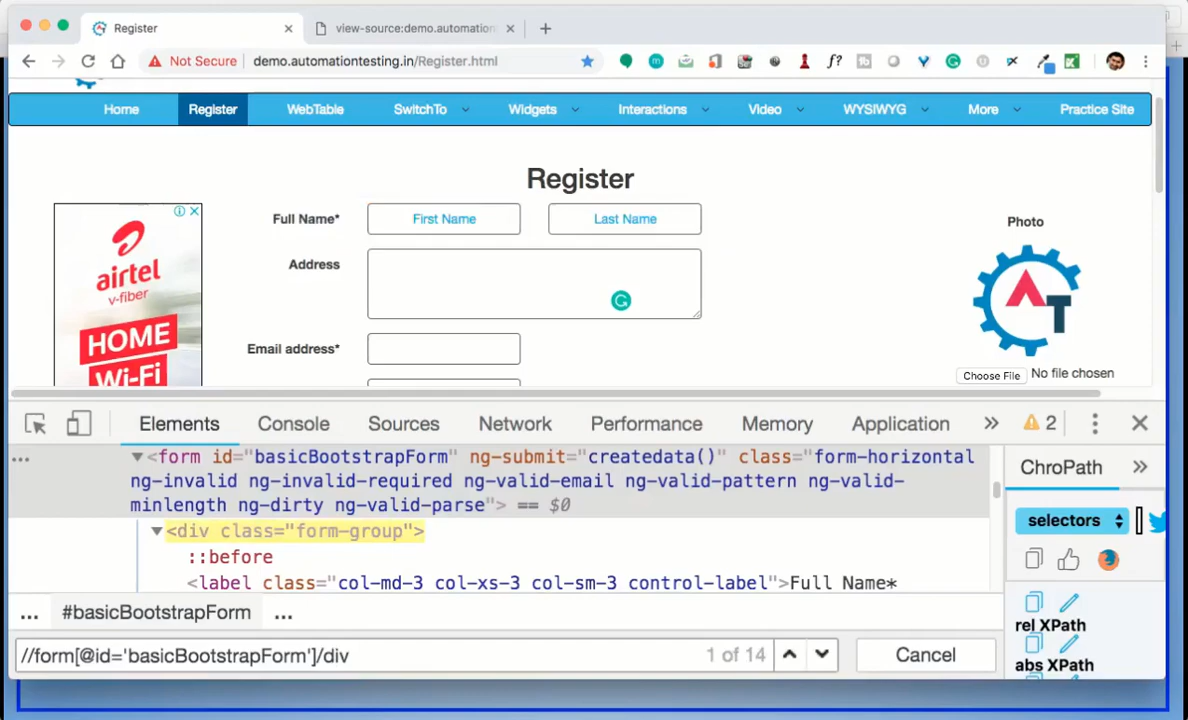 Register
view-source:demo.automation
Not Secure
demo.automationtesting.in/Register.html
f?
Home
Register
WebTable
SwitchTo
Widgets
Interactions
Video
WYSIWYG
More
Practice Site
Register
Full Name*
First Name
Last Name
Photo
airtel
v-fiber
HOME
Wi-Fi
Address
Email address*
AT
Choose File
No file chosen
Elements
Console
Sources
Network
Performance
Memory
Application
»
2
<form id="basicBootstrapForm" ng-submit="createdata()" class="form-horizontal
ng-invalid ng-invalid-required ng-valid-email ng-valid-pattern ng-valid-
minlength ng-dirty ng-valid-parse"> == $0
<div class="form-group">
::before
<label class="col-md-3 col-xs-3 col-sm-3 control-label">Full Name*
ChroPath
»
selectors
rel XPath
abs XPath
... #basicBootstrapForm ...
//form[@id='basicBootstrapForm']/div
1 of 14
Cancel